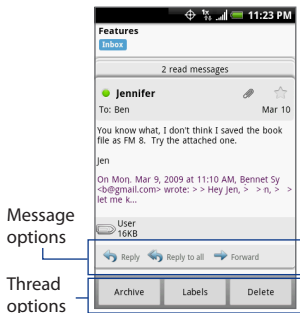 11:23 PM
Features
Inbox
2 read messages
Jennifer
To: Ben Mar 10
You know what, I don't think I saved the book
file as FM 8. Try the attached one.
Jen
On Mon, Mar 9, 2009 at 11:10 AM, Bennet Sy
<b@gmail.com> wrote: > > Hey Jen, > > n, > >
let me k...
User
16KB
Message
options
Reply Reply to all Forward
Thread
options
Archive Labels Delete